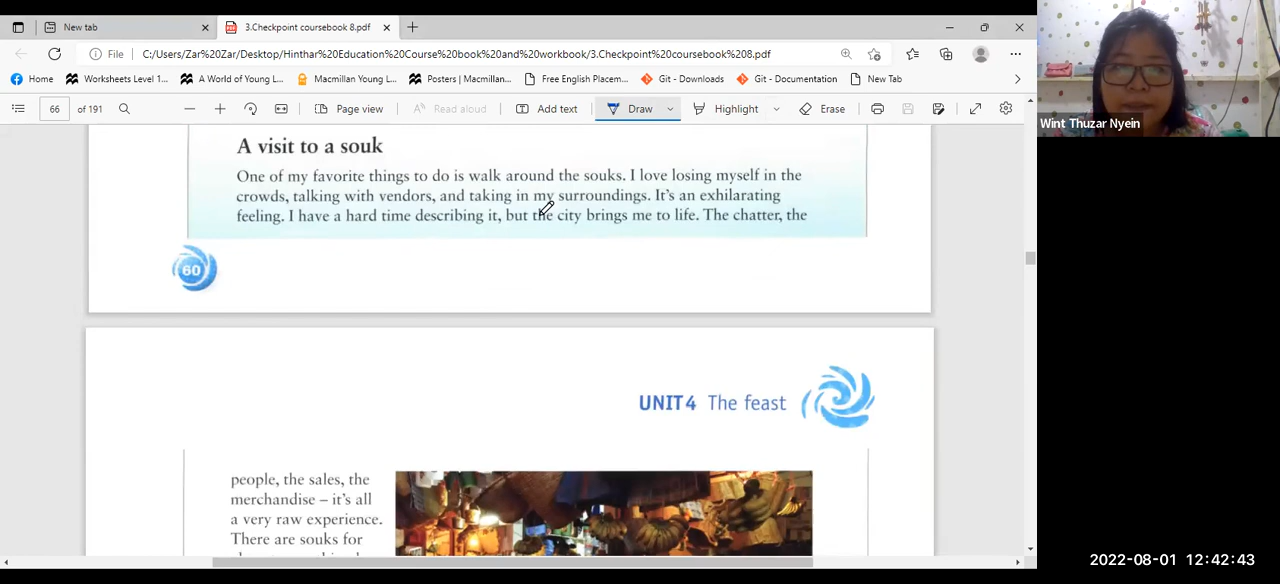 New tab
3.Checkpoint coursebook 8.pdf
File
C:/Users/Zar%20Zar/Desktop/Hinthar%20Education%20Course%20book%20and%20workbook/3.Checkpoint%20coursebook%208.pdf
Home
Worksheets Level 1...
A World of Young L...
Macmillan Young L...
Posters | Macmillan...
Free English Placem...
Git - Downloads
Git - Documentation
New Tab
66
of 191
Page view
Read aloud
Add text
Draw
Highlight
Erase
Wint Thuzar Nyein
A visit to a souk
One of my favorite things to do is walk around the souks. I love losing myself in the
crowds, talking with vendors, and taking in my surroundings. It's an exhilarating
feeling. I have a hard time describing it, but the city brings me to life. The chatter, the
60
UNIT 4 The feast
people, the sales, the
merchandise – it's all
a very raw experience.
There are souks for
2022-08-01 12:42:43